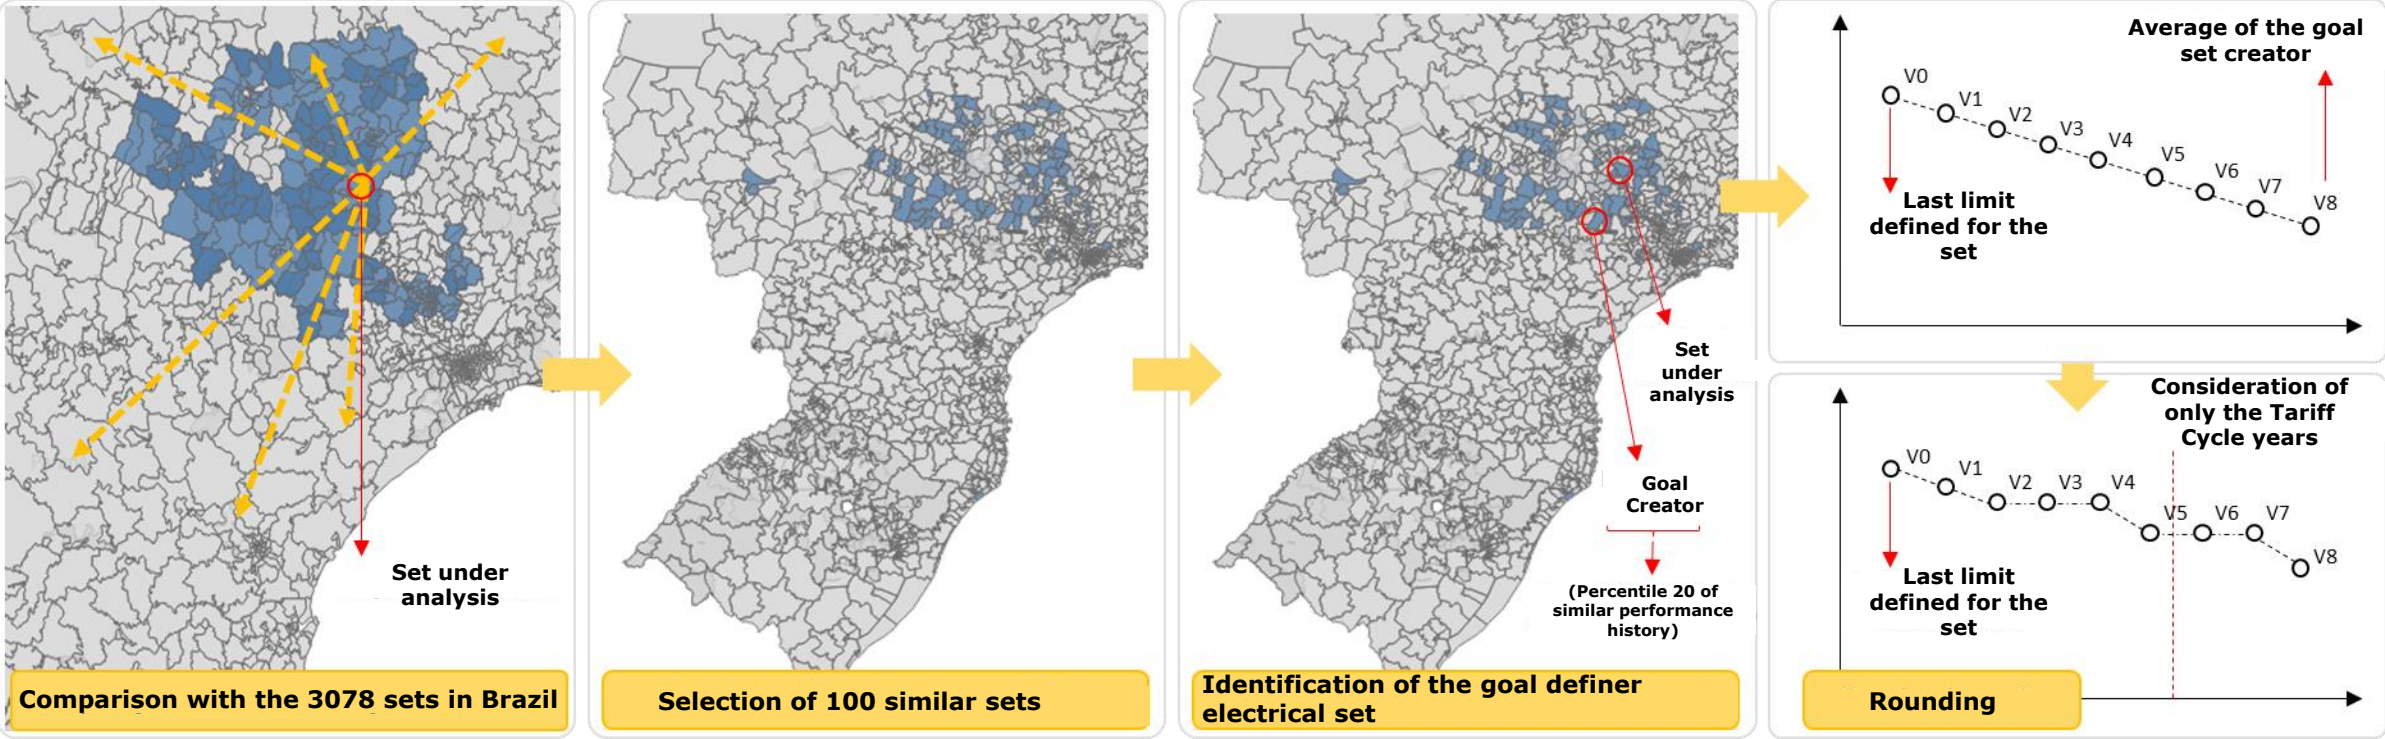 Set under
analysis
Comparison with the 3078 sets in Brazil
Selection of 100 similar sets
Set
under
analysis
Goal
Creator
(Percentile 20 of
similar performance
history)
Identification of the goal definer
electrical set
Average of the goal
set creator
V0
V1
V2
V3
V4
V5
V6
V7
V8
Last limit
defined for the
set
Consideration of
only the Tariff
Cycle years
V0
V1
V2
V3
V4
V5
V6
V7
V8
Last limit
defined for the
set
Rounding